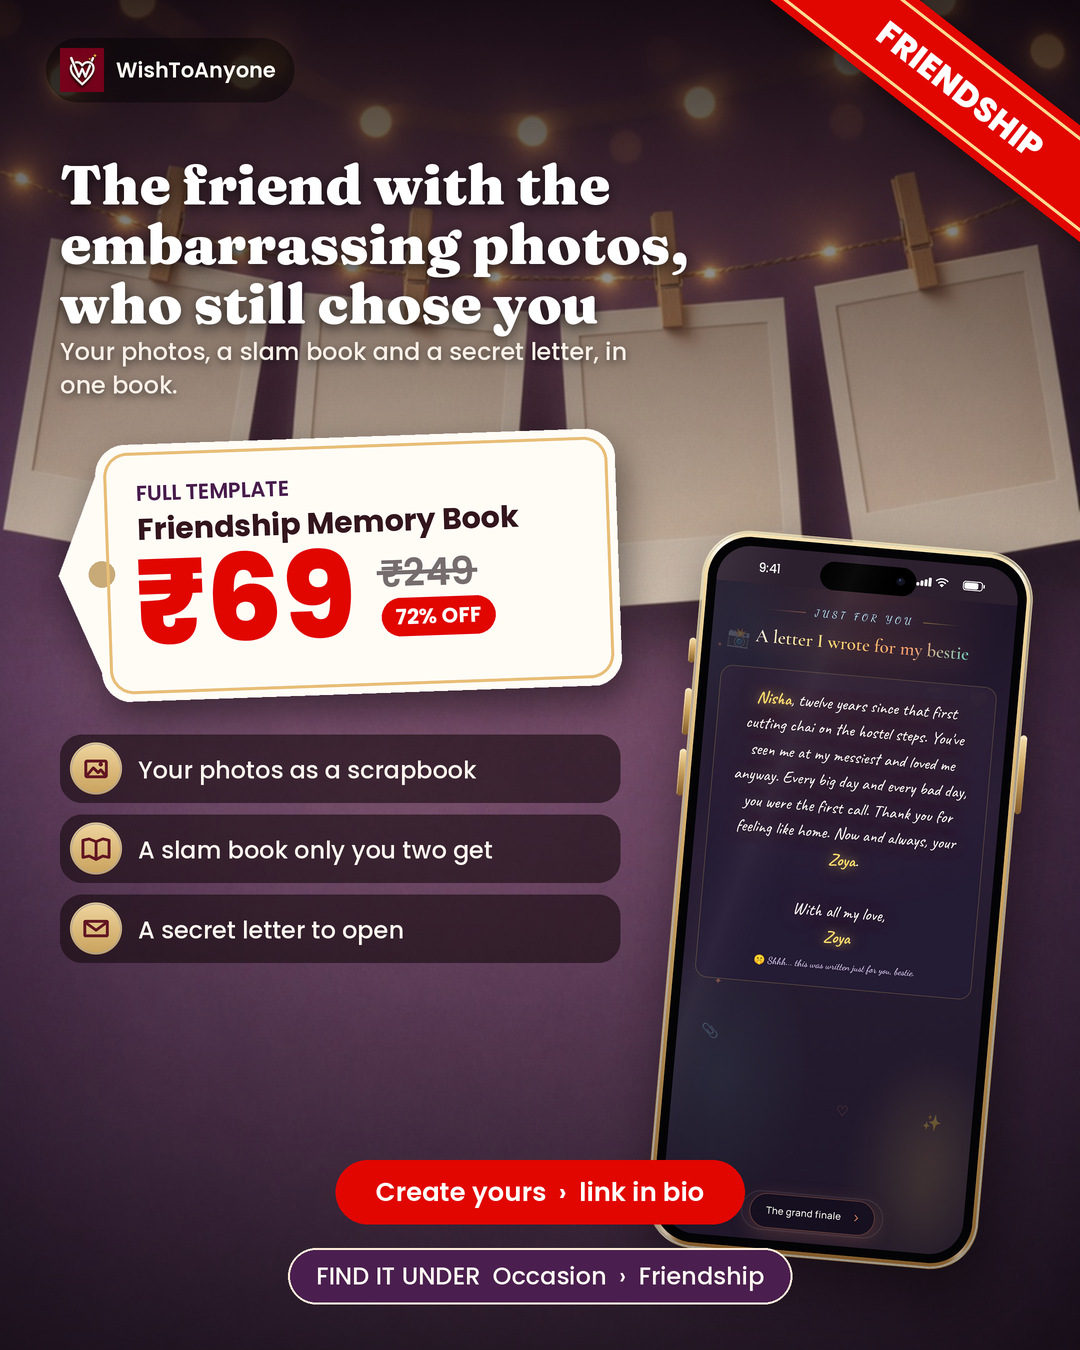 WishToAnyone
FRIENDSHIP
The friend with the
embarrassing photos,
who still chose you
Your photos, a slam book and a secret letter, in
one book.
FULL TEMPLATE
Friendship Memory Book
₹69
₹249
72% OFF
Your photos as a scrapbook
A slam book only you two get
A secret letter to open
9:41
JUST FOR YOU
A letter I wrote for my bestie
Nisha, twelve years since that first
cutting chai on the hostel steps. You've
seen me at my messiest and loved me
anyway. Every big day and every bad day,
you were the first call. Thank you for
feeling like home. Now and always, your
Zoya.
With all my love,
Zoya
🤫 Shhh... this was written just for you, bestie.
The grand finale ›
Create yours › link in bio
FIND IT UNDER Occasion › Friendship